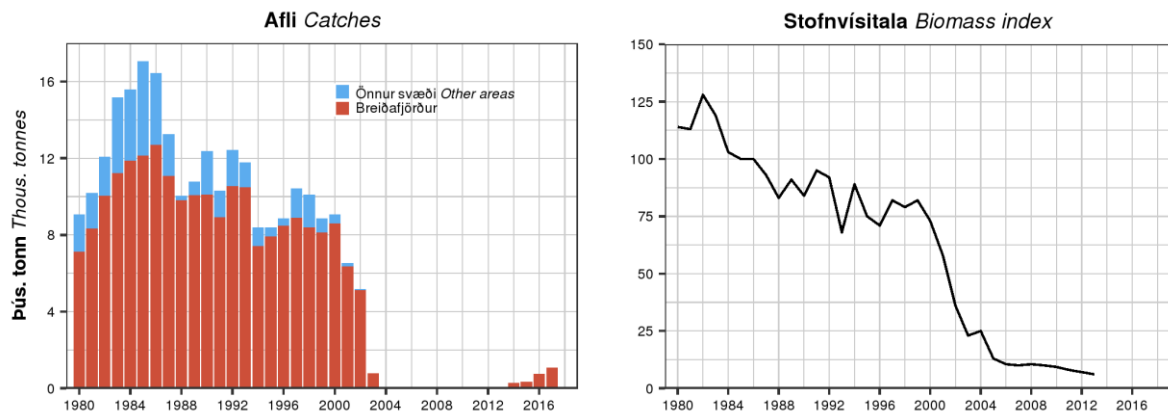 Afli Catches
Þús. tonn Thous. tonnes
16
12
8
4
0
Önnur svæði Other areas
Breiðafjörður
1980 1984 1988 1992 1996 2000 2004 2008 2012 2016
Stofnvísitala Biomass index
150
125
100
75
50
25
0
1980 1984 1988 1992 1996 2000 2004 2008 2012 2016